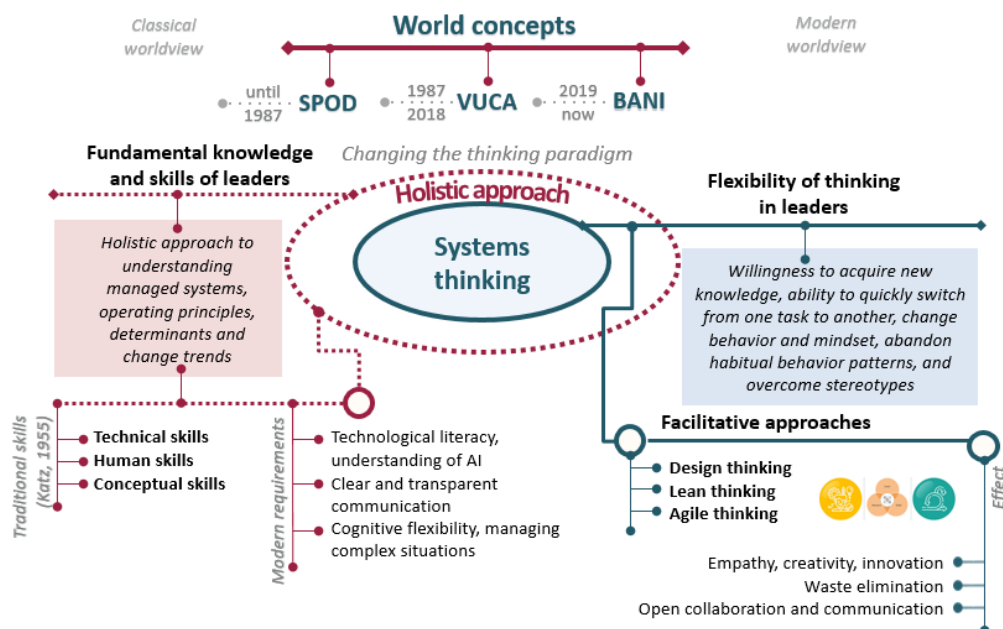 Classical
worldview
World concepts
Modern
worldview
until
1987
SPOD
1987
2018
VUCA
2019
now
BANI
Changing the thinking paradigm
Fundamental knowledge
and skills of leaders
Holistic approach
Systems
thinking
Flexibility of thinking
in leaders
Holistic approach to
understanding
managed systems,
operating principles,
determinants and
change trends
Willingness to acquire new
knowledge, ability to quickly switch
from one task to another, change
behavior and mindset, abandon
habitual behavior patterns, and
overcome stereotypes
Traditional skills
(Katz, 1955)
Technical skills
Human skills
Conceptual skills
Modern requirements
Technological literacy,
understanding of AI
Clear and transparent
communication
Cognitive flexibility, managing
complex situations
Facilitative approaches
Design thinking
Lean thinking
Agile thinking
Effect
Empathy, creativity, innovation
Waste elimination
Open collaboration and communication